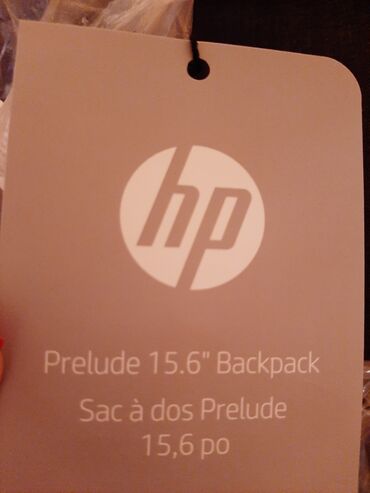 hp
Prelude 15.6" Backpack
Sac à dos Prelude
15,6 po